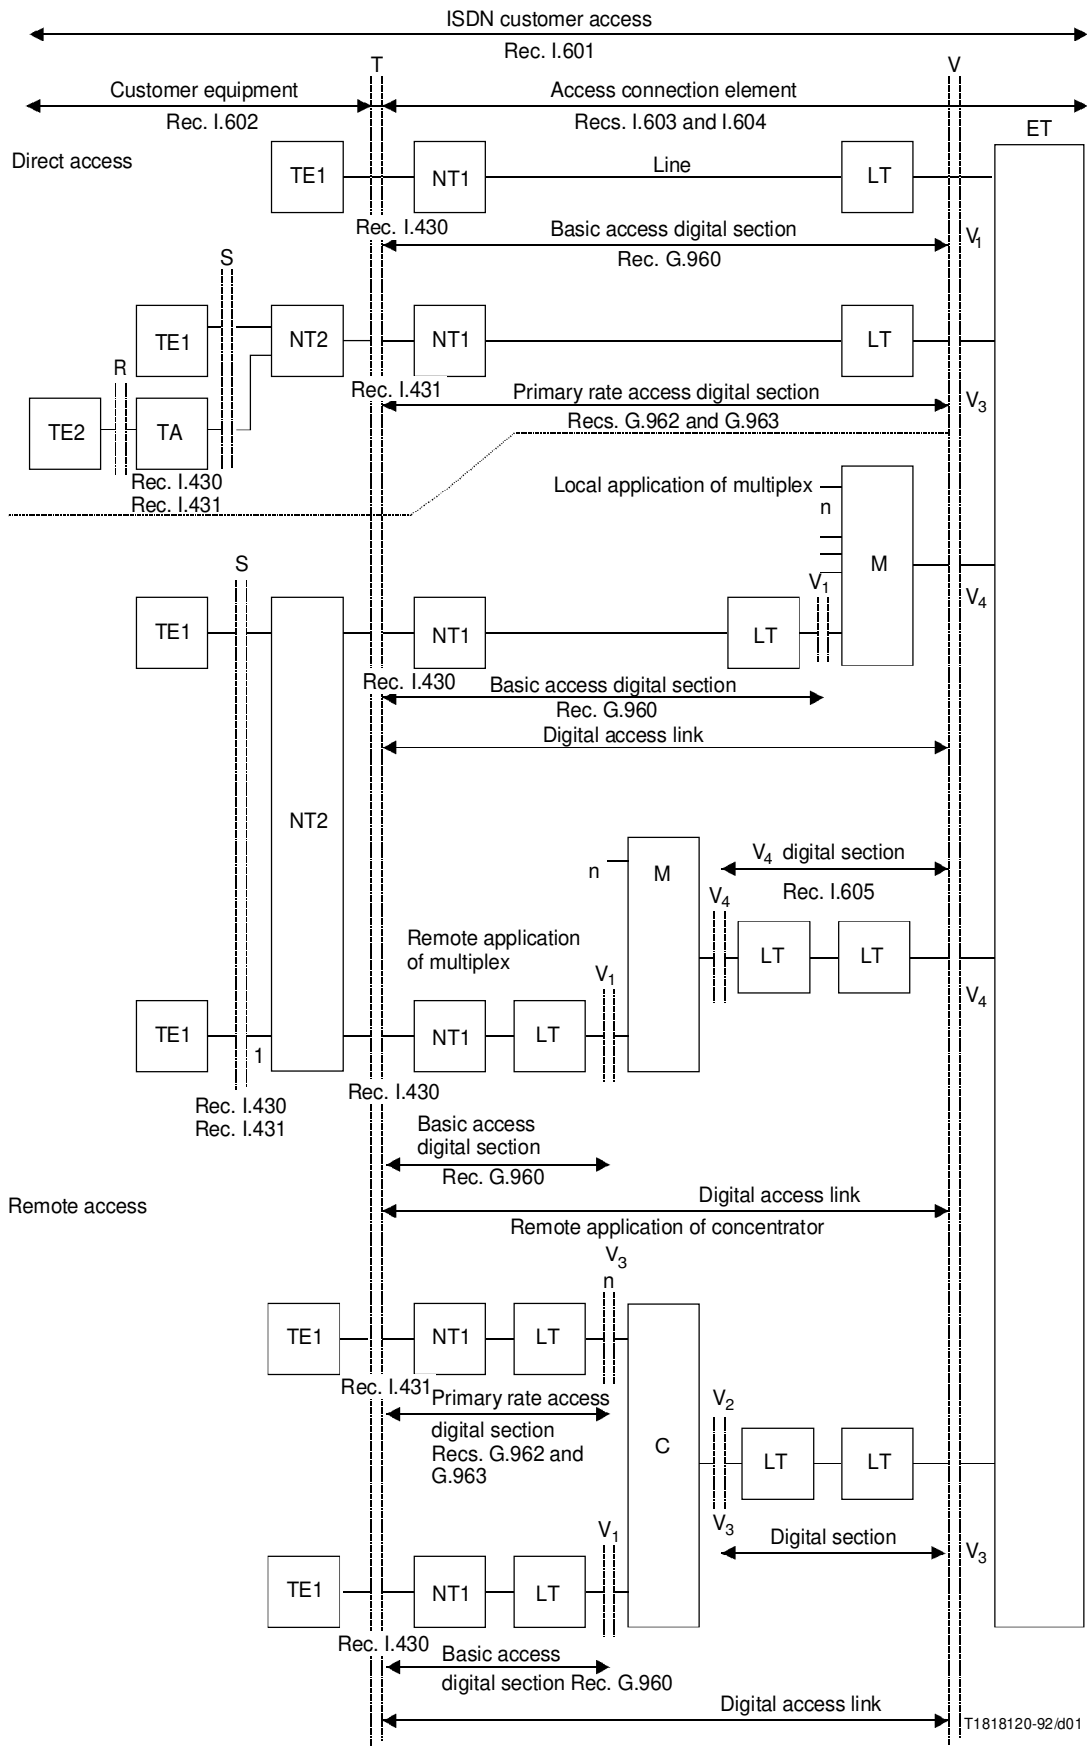 ISDN customer access
Rec. I.601
T
V
Customer equipment
Access connection element
Rec. I.602
Recs. I.603 and I.604
ET
Direct access
TE1
NT1
Line
LT
Rec. I.430
Basic access digital section
V1
Rec. G.960
S
TE1
NT2
NT1
LT
R
Rec. I.431
Primary rate access digital section
V3
Recs. G.962 and G.963
TE2
TA
Rec. I.430
Rec. I.431
Local application of multiplex
n
M
S
V1
V4
TE1
NT1
LT
Rec. I.430
Basic access digital section
Rec. G.960
Digital access link
NT2
V4 digital section
n
M
Rec. I.605
V4
Remote application
of multiplex
LT
LT
V1
V4
TE1
1
NT1
LT
Rec. I.430
Rec. I.431
Rec. I.430
Basic access
digital section
Rec. G.960
Remote access
Digital access link
Remote application of concentrator
V3
n
TE1
NT1
LT
Rec. I.431
Primary rate access
digital section
Recs. G.962 and
G.963
C
V2
LT
LT
V3
Digital section
V3
V1
TE1
NT1
LT
Rec. I.430
Basic access
digital section Rec. G.960
Digital access link
T1818120-92/d01